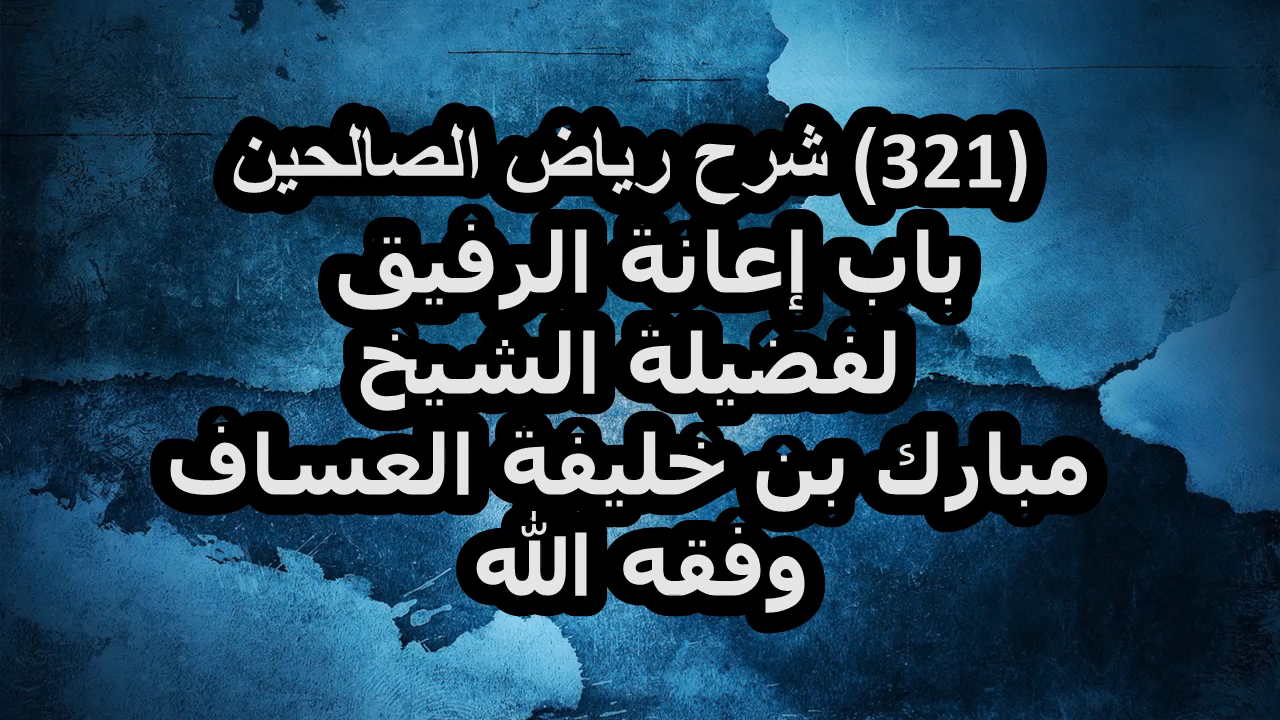 (321) شرح رياض الصالحين
باب إعانة الرفيق
لفضيلة الشيخ
مبارك بن خليفة العساف
وفقه الله